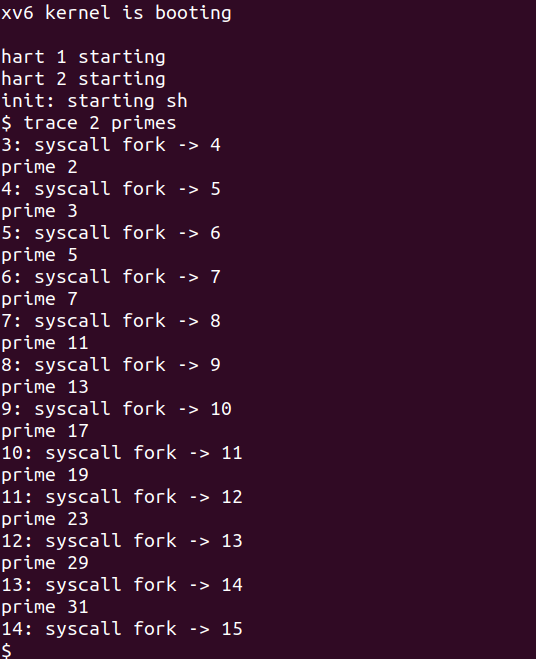 xv6 kernel is booting
hart 1 starting
hart 2 starting
init: starting sh
$ trace 2 primes
3: syscall fork -> 4
prime 2
4: syscall fork -> 5
prime 3
5: syscall fork -> 6
prime 5
6: syscall fork -> 7
prime 7
7: syscall fork -> 8
prime 11
8: syscall fork -> 9
prime 13
9: syscall fork -> 10
prime 17
10: syscall fork -> 11
prime 19
11: syscall fork -> 12
prime 23
12: syscall fork -> 13
prime 29
13: syscall fork -> 14
prime 31
14: syscall fork -> 15
$